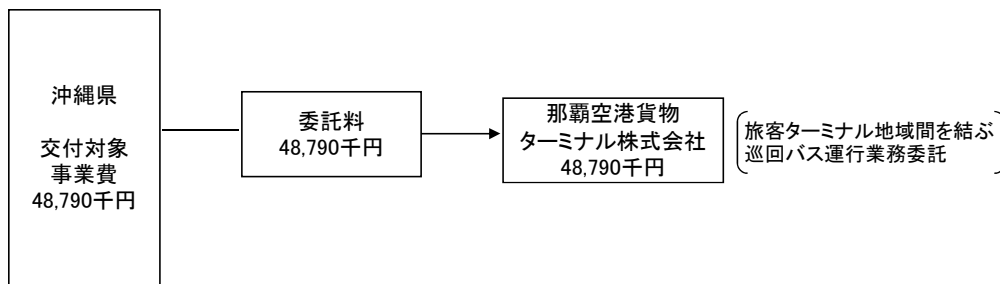 沖縄県
交付対象
事業費
48,790千円
委託料
48,790千円
那覇空港貨物
ターミナル株式会社
48,790千円
旅客ターミナル地域間を結ぶ
巡回バス運行業務委託